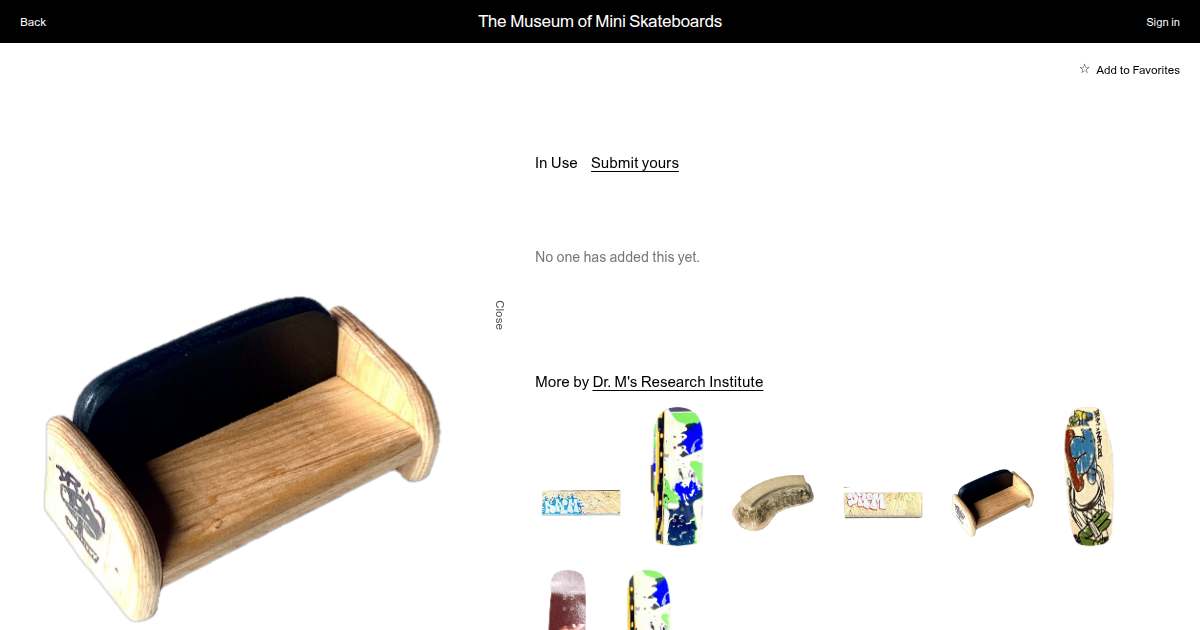 Back
The Museum of Mini Skateboards
Sign in
☆ Add to Favorites
In Use Submit yours
No one has added this yet.
Close
More by Dr. M's Research Institute